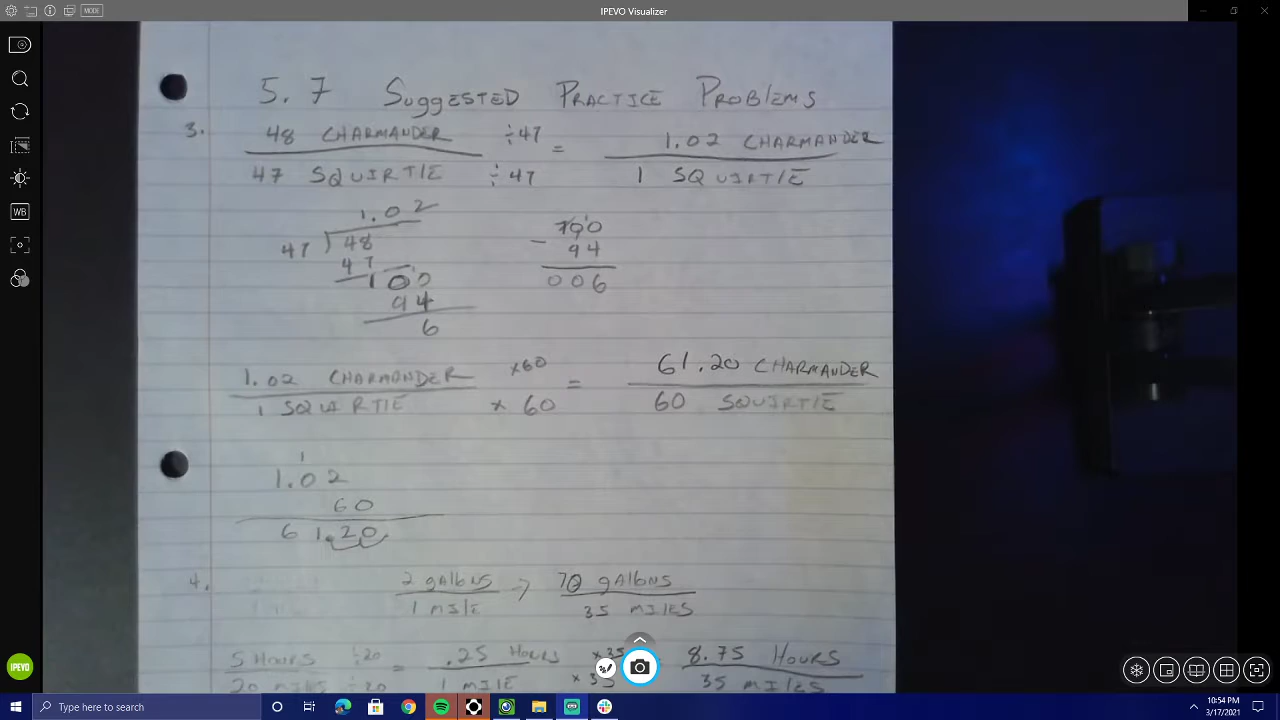 IPEVO Visualizer
MODE
5.7 Suggested Practice Problems
3. 48 CHARMANDER ÷47 = 1.02 CHARMANDER
47 SQUIRTlE ÷47 1 SQUIRTlE
1.02
47 ) 48
47
100
94
6
100
- 94
006
1.02 CHARMANDER ×60 = 61.20 CHARMANDER
1 SQUIRTlE × 60 60 SQUIRTlE
1
1.02
60
61.20
4. 2 gAllONS → 70 gAllONS
1 MIlE 35 MIlES
5 HOURS ÷20 = .25 HOURS ×35 8.75 HOURS
20 MIlES ÷20 1 MIlE ×35 35 MIlES
WB
IPEVO
Type here to search
10:54 PM
3/17/2021